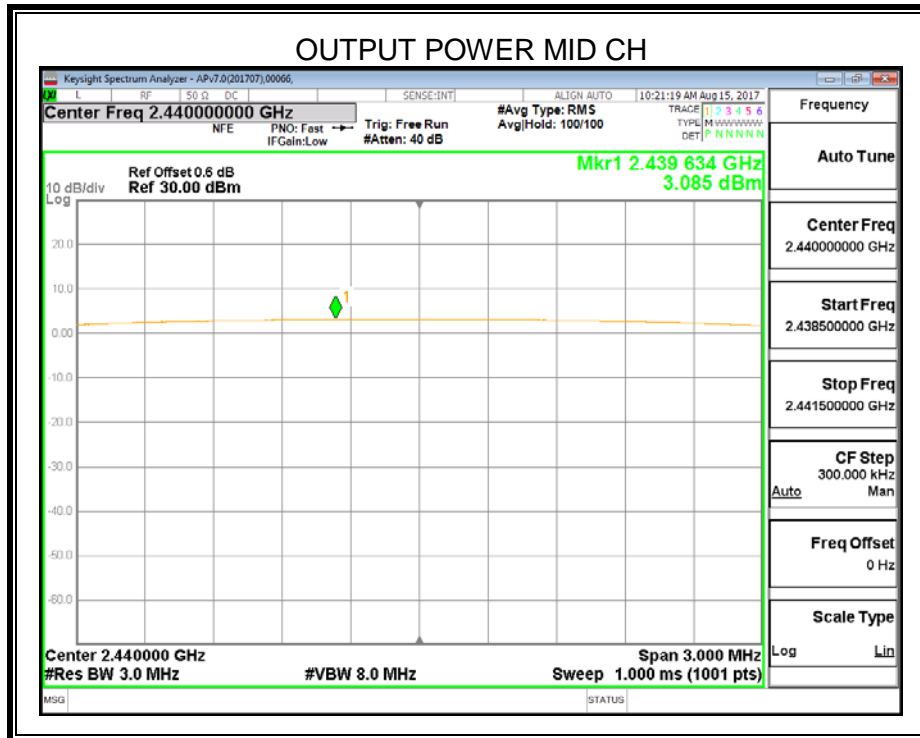 OUTPUT POWER MID CH
Keysight Spectrum Analyzer - APv7.0(201707),00066,
L RF 50 Ω DC SENSE:INT ALIGN AUTO 10:21:19 AM Aug 15, 2017
Center Freq 2.440000000 GHz
NFE
PNO: Fast
IFGain:Low
Trig: Free Run
#Atten: 40 dB
#Avg Type: RMS
Avg|Hold: 100/100
TRACE 1 2 3 4 5 6
TYPE M WWWWW
DET P N N N N N
Mkr1 2.439 634 GHz
3.085 dBm
Ref Offset 0.6 dB
10 dB/div Ref 30.00 dBm
Log
20.0
10.0
0.00
-10.0
-20.0
-30.0
-40.0
-50.0
-60.0
1
Center 2.440000 GHz Span 3.000 MHz
#Res BW 3.0 MHz #VBW 8.0 MHz Sweep 1.000 ms (1001 pts)
MSG STATUS
Frequency
Auto Tune
Center Freq
2.440000000 GHz
Start Freq
2.438500000 GHz
Stop Freq
2.441500000 GHz
CF Step
300.000 kHz
Auto Man
Freq Offset
0 Hz
Scale Type
Log Lin